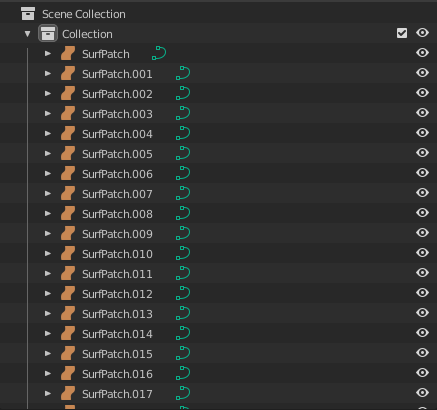 Scene Collection
Collection
SurfPatch
SurfPatch.001
SurfPatch.002
SurfPatch.003
SurfPatch.004
SurfPatch.005
SurfPatch.006
SurfPatch.007
SurfPatch.008
SurfPatch.009
SurfPatch.010
SurfPatch.011
SurfPatch.012
SurfPatch.013
SurfPatch.014
SurfPatch.015
SurfPatch.016
SurfPatch.017